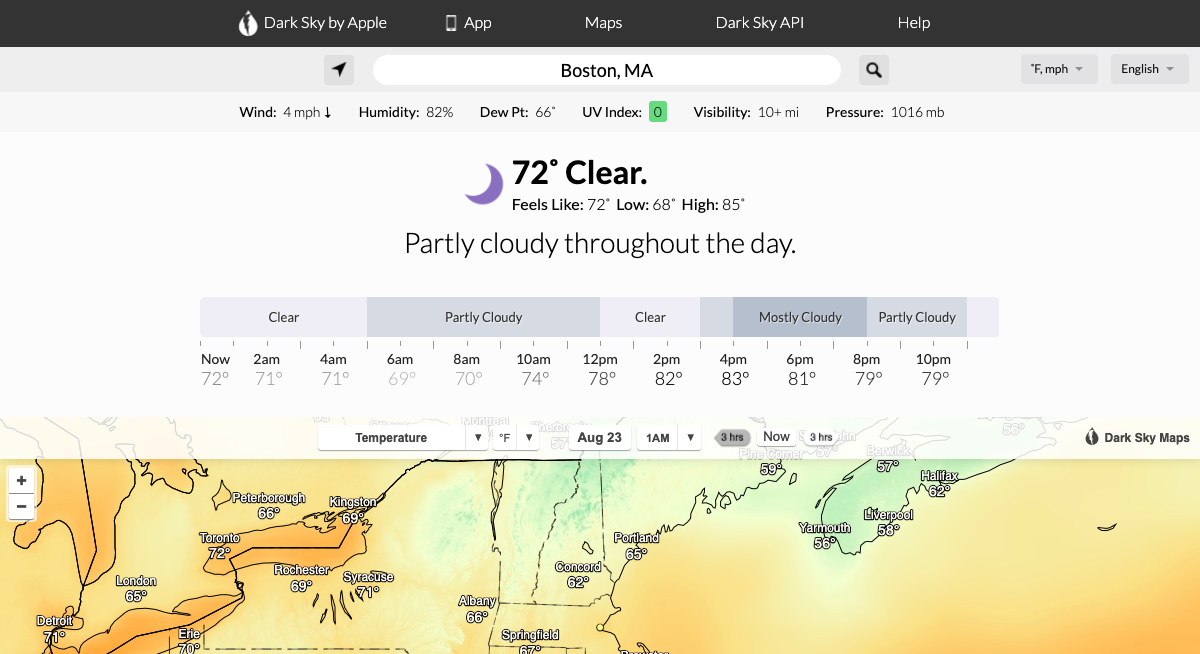 Dark Sky by Apple App Maps Dark Sky API Help
Boston, MA
˚F, mph
English
Wind: 4 mph Humidity: 82% Dew Pt: 66˚ UV Index: 0 Visibility: 10+ mi Pressure: 1016 mb
72˚ Clear.
Feels Like: 72˚ Low: 68˚ High: 85˚
Partly cloudy throughout the day.
Clear Partly Cloudy Clear Mostly Cloudy Partly Cloudy
Now 2am 4am 6am 8am 10am 12pm 2pm 4pm 6pm 8pm 10pm
72° 71° 71° 69° 70° 74° 78° 82° 83° 81° 79° 79°
Montreal
Sherbrooke
56°
Temperature °F Aug 23 1AM 3 hrs Now 3 hrs
Dark Sky Maps
57°
Pine Corner
59°
Berwick
57°
Halifax
62°
+
−
Peterborough
66°
Kingston
69°
Yarmouth
56°
Liverpool
58°
Toronto
72°
Portland
65°
Rochester
69°
Syracuse
71°
Concord
62°
London
65°
Albany
66°
Detroit
71°
Erie
70°
Springfield
67°